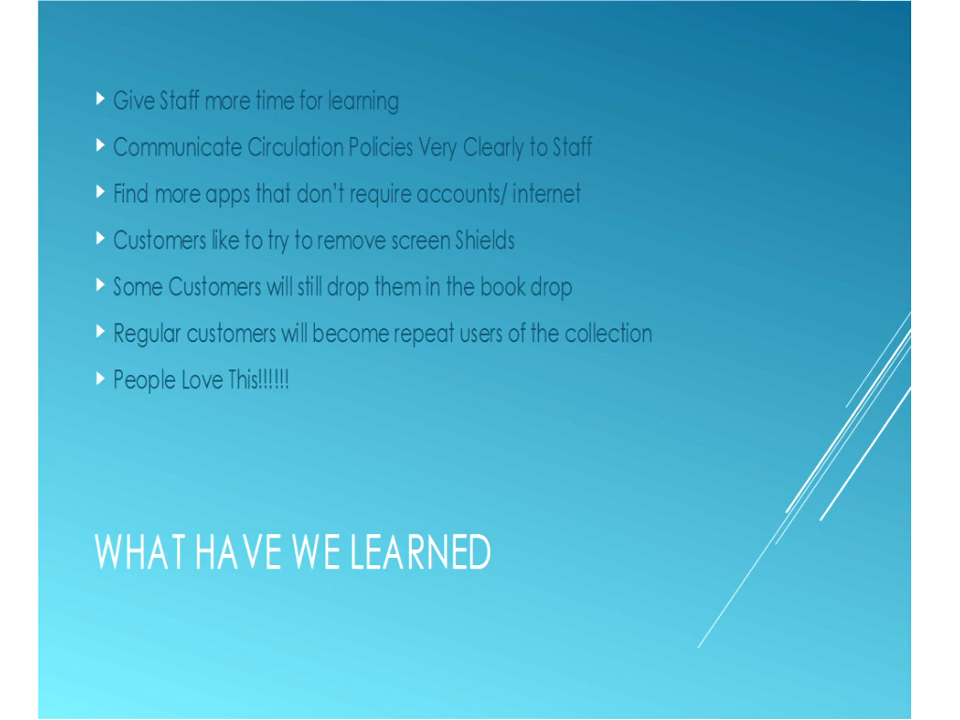 Give Staff more time for learning
Communicate Circulation Policies Very Clearly to Staff
Find more apps that don't require accounts/ internet
Customers like to try to remove screen Shields
Some Customers will still drop them in the book drop
Regular customers will become repeat users of the collection
People Love This!!!!!!
WHAT HAVE WE LEARNED